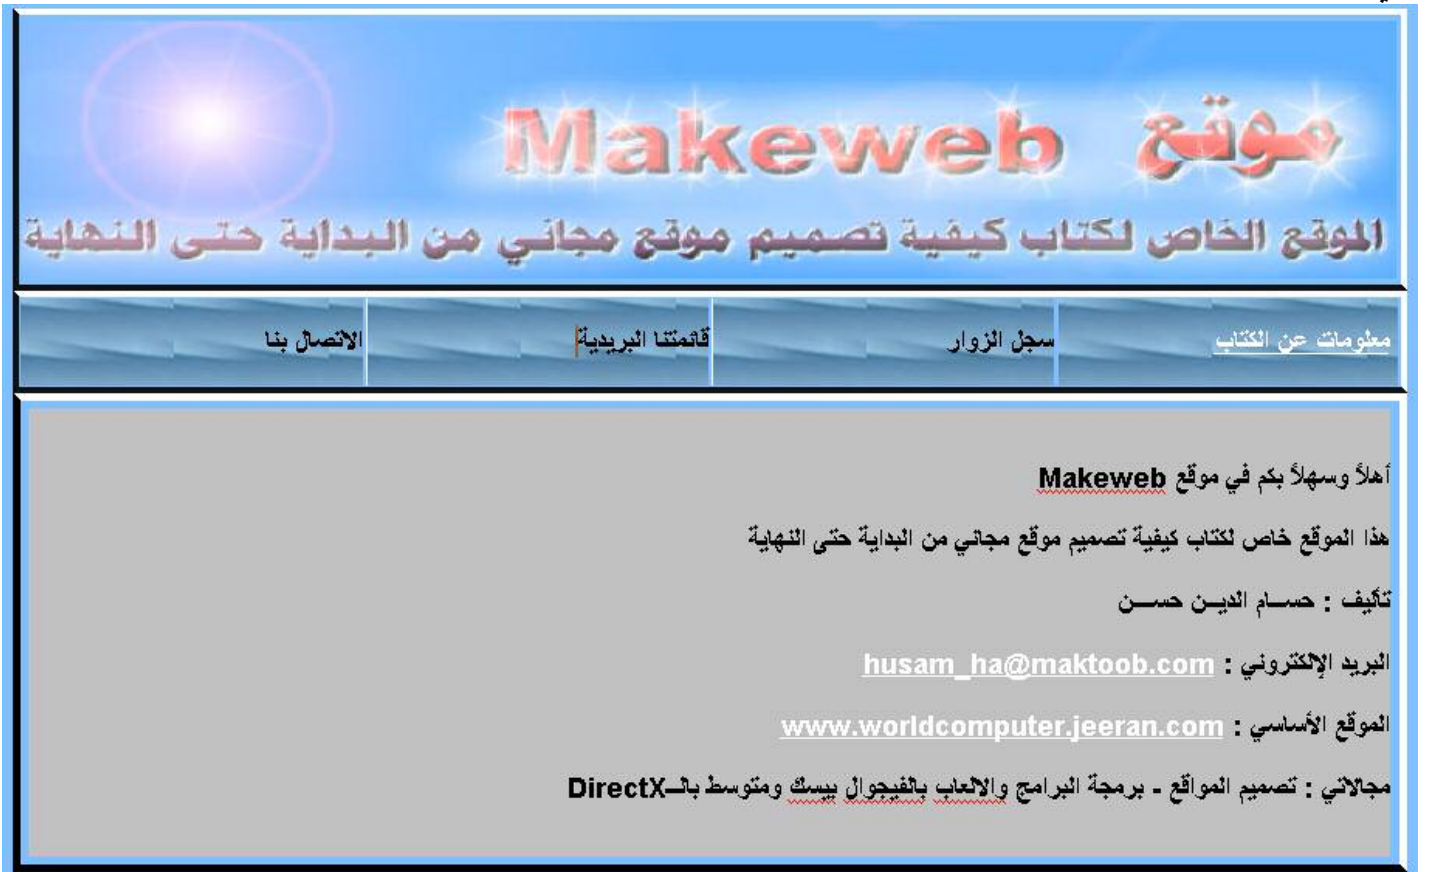 موقع Makeweb
الموقع الخاص لكتاب كيفية تصميم موقع مجاني من البداية حتى النهاية
معلومات عن الكتاب سجل الزوار قائمتنا البريدية الاتصال بنا
أهلاً وسهلاً بكم في موقع Makeweb
هذا الموقع خاص لكتاب كيفية تصميم موقع مجاني من البداية حتى النهاية
تأليف : حســام الديــن حســـن
البريد الإلكتروني : husam_ha@maktoob.com
الموقع الأساسي : www.worldcomputer.jeeran.com
مجالاتي : تصميم المواقع - برمجة البرامج والالعاب بالفيجوال بيسك ومتوسط بالــDirectX